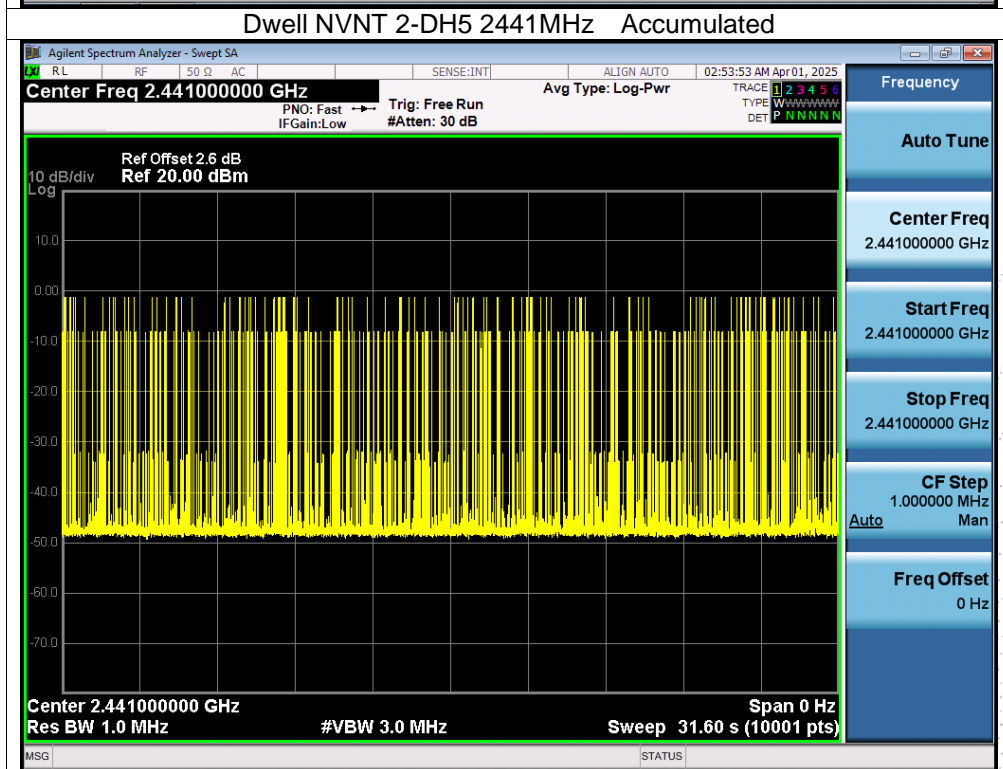 Dwell NVNT 2-DH5 2441MHz Accumulated
Agilent Spectrum Analyzer - Swept SA
LXI RL RF 50 Ω AC SENSE:INT ALIGN AUTO 02:53:53 AM Apr 01, 2025
Center Freq 2.441000000 GHz
PNO: Fast
IFGain:Low
Trig: Free Run
#Atten: 30 dB
Avg Type: Log-Pwr
TRACE 1 2 3 4 5 6
TYPE WWWWWW
DET P N N N N N
Ref Offset 2.6 dB
10 dB/div Ref 20.00 dBm
Log
10.0
0.00
-10.0
-20.0
-30.0
-40.0
-50.0
-60.0
-70.0
Center 2.441000000 GHz Span 0 Hz
Res BW 1.0 MHz #VBW 3.0 MHz Sweep 31.60 s (10001 pts)
MSG STATUS
Frequency
Auto Tune
Center Freq
2.441000000 GHz
Start Freq
2.441000000 GHz
Stop Freq
2.441000000 GHz
CF Step
1.000000 MHz
Auto Man
Freq Offset
0 Hz